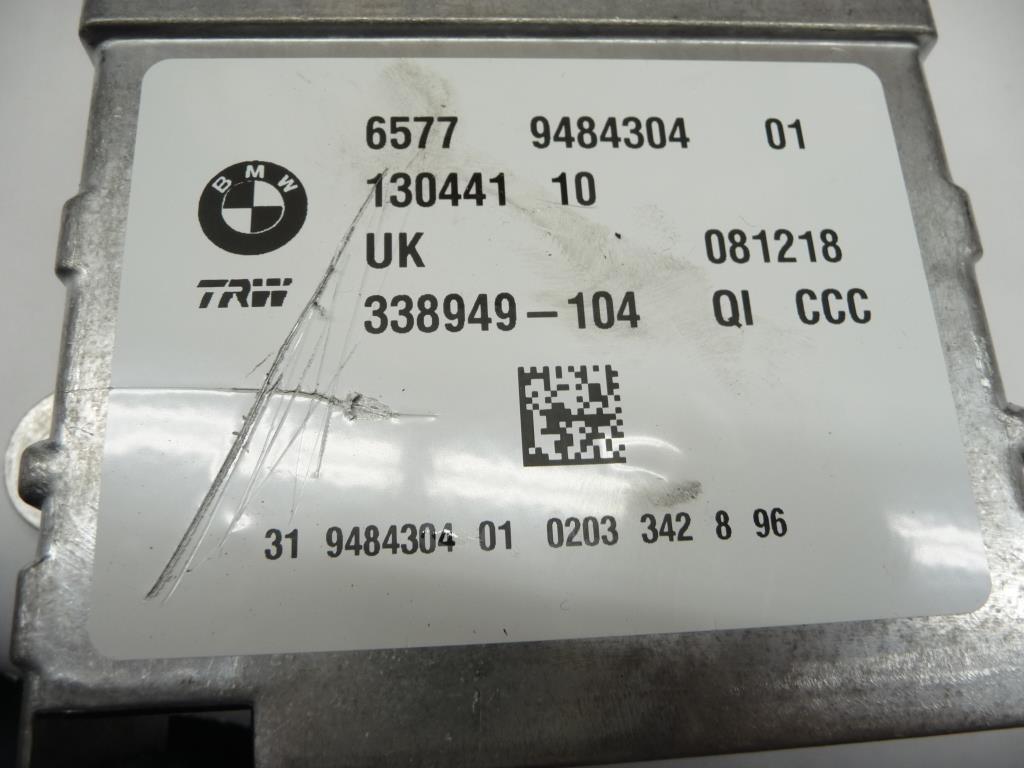 6577 9484304 01
BMW
130441 10
UK 081218
TRW
338949-104 QI CCC
31 9484304 01 0203 342 8 96